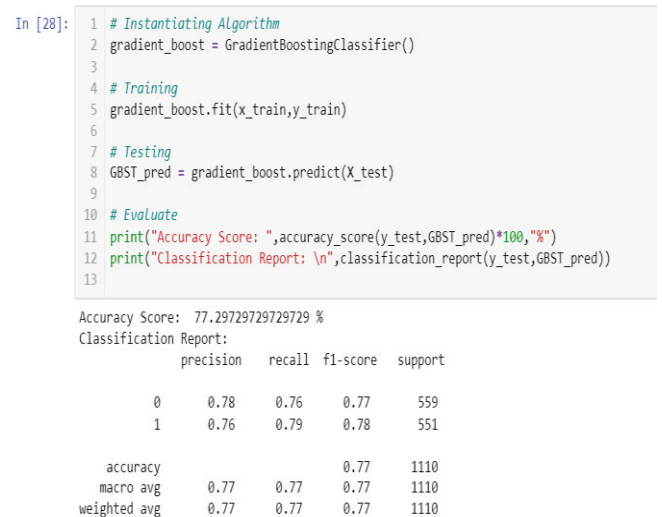 In [28]:
1 # Instantiating Algorithm
2 gradient_boost = GradientBoostingClassifier()
3
4 # Training
5 gradient_boost.fit(x_train,y_train)
6
7 # Testing
8 GBST_pred = gradient_boost.predict(X_test)
9
10 # Evaluate
11 print("Accuracy Score: ",accuracy_score(y_test,GBST_pred)*100,"%")
12 print("Classification Report: \n",classification_report(y_test,GBST_pred))
13
Accuracy Score: 77.29729729729729 %
Classification Report:
precision recall f1-score support
0 0.78 0.76 0.77 559
1 0.76 0.79 0.78 551
accuracy 0.77 1110
macro avg 0.77 0.77 0.77 1110
weighted avg 0.77 0.77 0.77 1110